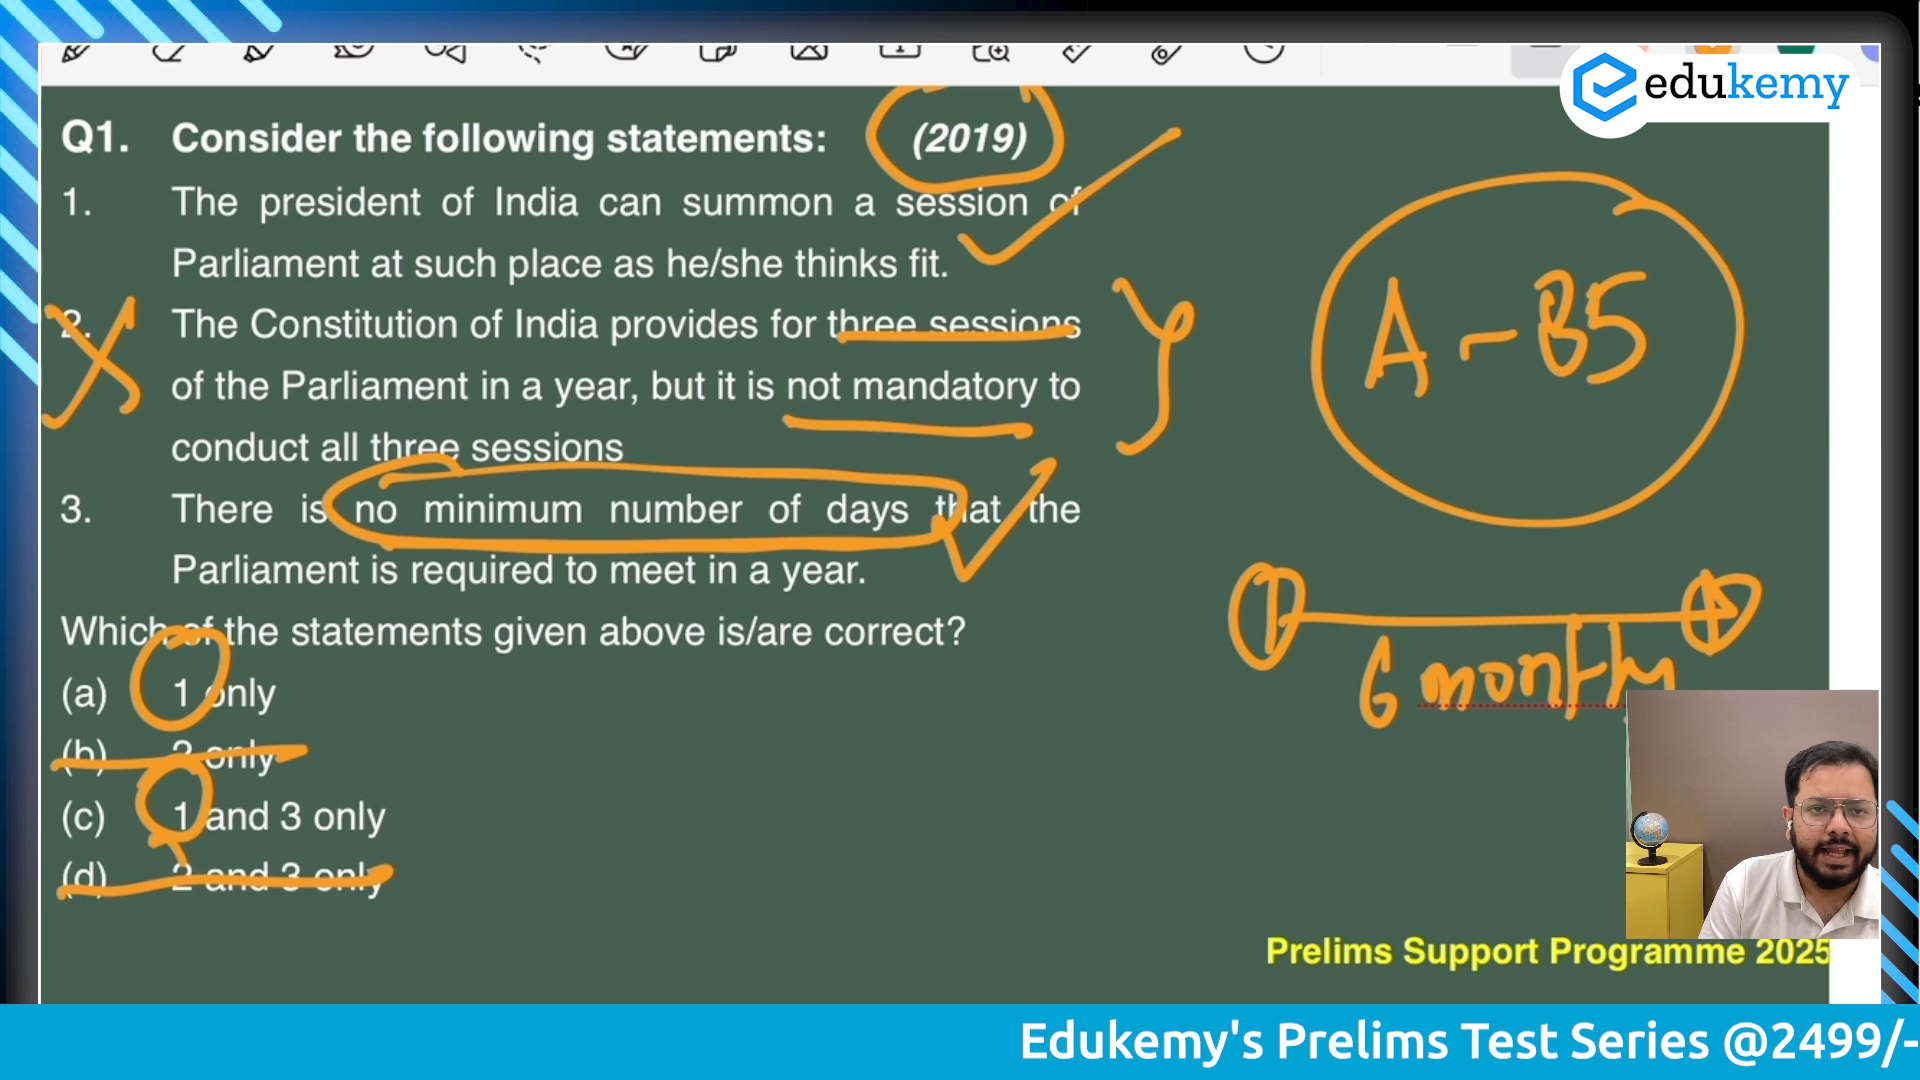 edukemy
Q1. Consider the following statements: (2019)
1. The president of India can summon a session of
Parliament at such place as he/she thinks fit.
2. The Constitution of India provides for three sessions
of the Parliament in a year, but it is not mandatory to
conduct all three sessions
3. There is no minimum number of days that the
Parliament is required to meet in a year.
Which of the statements given above is/are correct?
(a) 1 only
(b) 2 only
(c) 1 and 3 only
(d) 2 and 3 only
A - 85
6 months
Prelims Support Programme 2025
Edukemy's Prelims Test Series @2499/-